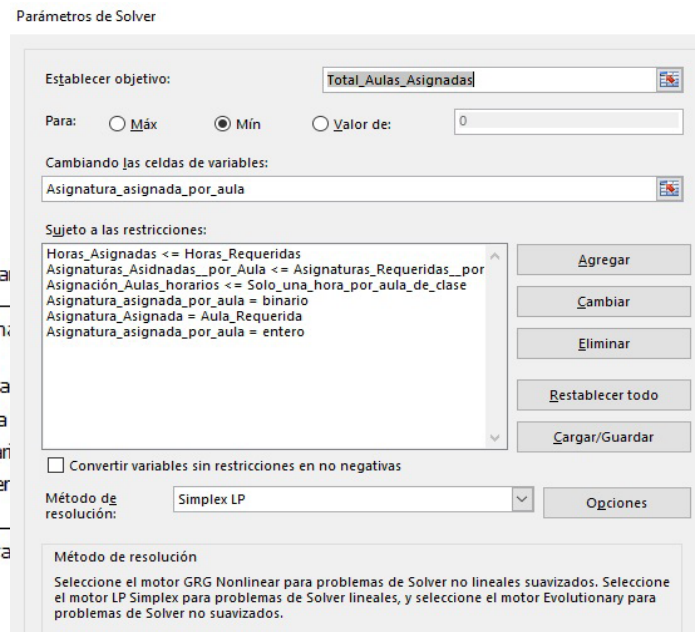 Parámetros de Solver
Establecer objetivo: Total_Aulas_Asignadas
Para: Máx Mín Valor de: 0
Cambiando las celdas de variables:
Asignatura_asignada_por_aula
Sujeto a las restricciones:
Horas_Asignadas <= Horas_Requeridas
Asignaturas_Asidnadas__por_Aula <= Asignaturas_Requeridas__por
Asignación_Aulas_horarios <= Solo_una_hora_por_aula_de_clase
Asignatura_asignada_por_aula = binario
Asignatura_Asignada = Aula_Requerida
Asignatura_asignada_por_aula = entero
Agregar
Cambiar
Eliminar
Restablecer todo
Cargar/Guardar
Convertir variables sin restricciones en no negativas
Método de
resolución:
Simplex LP
Opciones
Método de resolución
Seleccione el motor GRG Nonlinear para problemas de Solver no lineales suavizados. Seleccione
el motor LP Simplex para problemas de Solver lineales, y seleccione el motor Evolutionary para
problemas de Solver no suavizados.